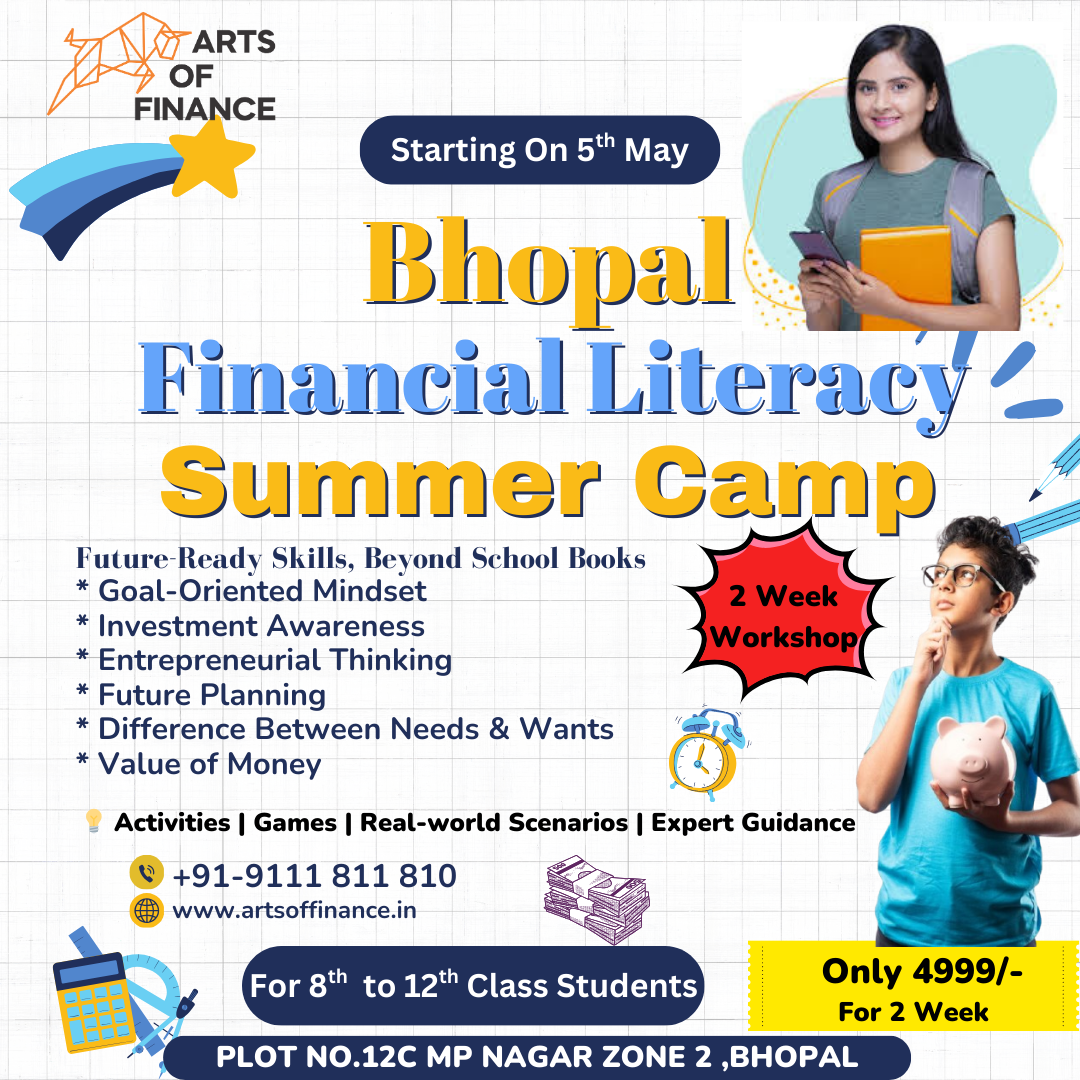 ARTS
OF
FINANCE
Starting On 5th May
Bhopal
Financial Literacy
Summer Camp
Future-Ready Skills, Beyond School Books
* Goal-Oriented Mindset
* Investment Awareness
* Entrepreneurial Thinking
* Future Planning
* Difference Between Needs & Wants
* Value of Money
2 Week
Workshop
Activities | Games | Real-world Scenarios | Expert Guidance
+91-9111 811 810
www.artsoffinance.in
For 8th to 12th Class Students
Only 4999/-
For 2 Week
PLOT NO.12C MP NAGAR ZONE 2 ,BHOPAL